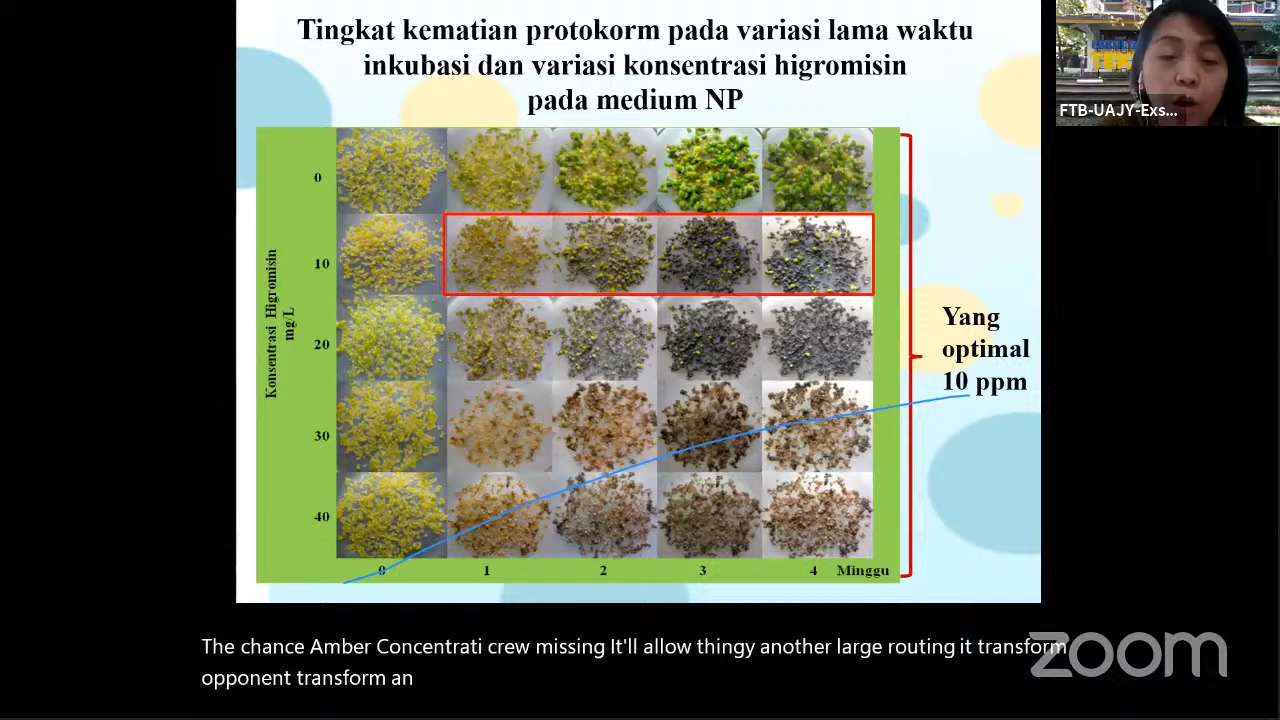 Tingkat kematian protokorm pada variasi lama waktu
inkubasi dan variasi konsentrasi higromisin
pada medium NP
FTB-UAJY-Exs...
Konsentrasi Higromisin
mg/L
0
10
20
30
40
0 1 2 3 4 Minggu
Yang
optimal
10 ppm
The chance Amber Concentrati crew missing It'll allow thingy another large routing it transform
opponent transform an
zoom